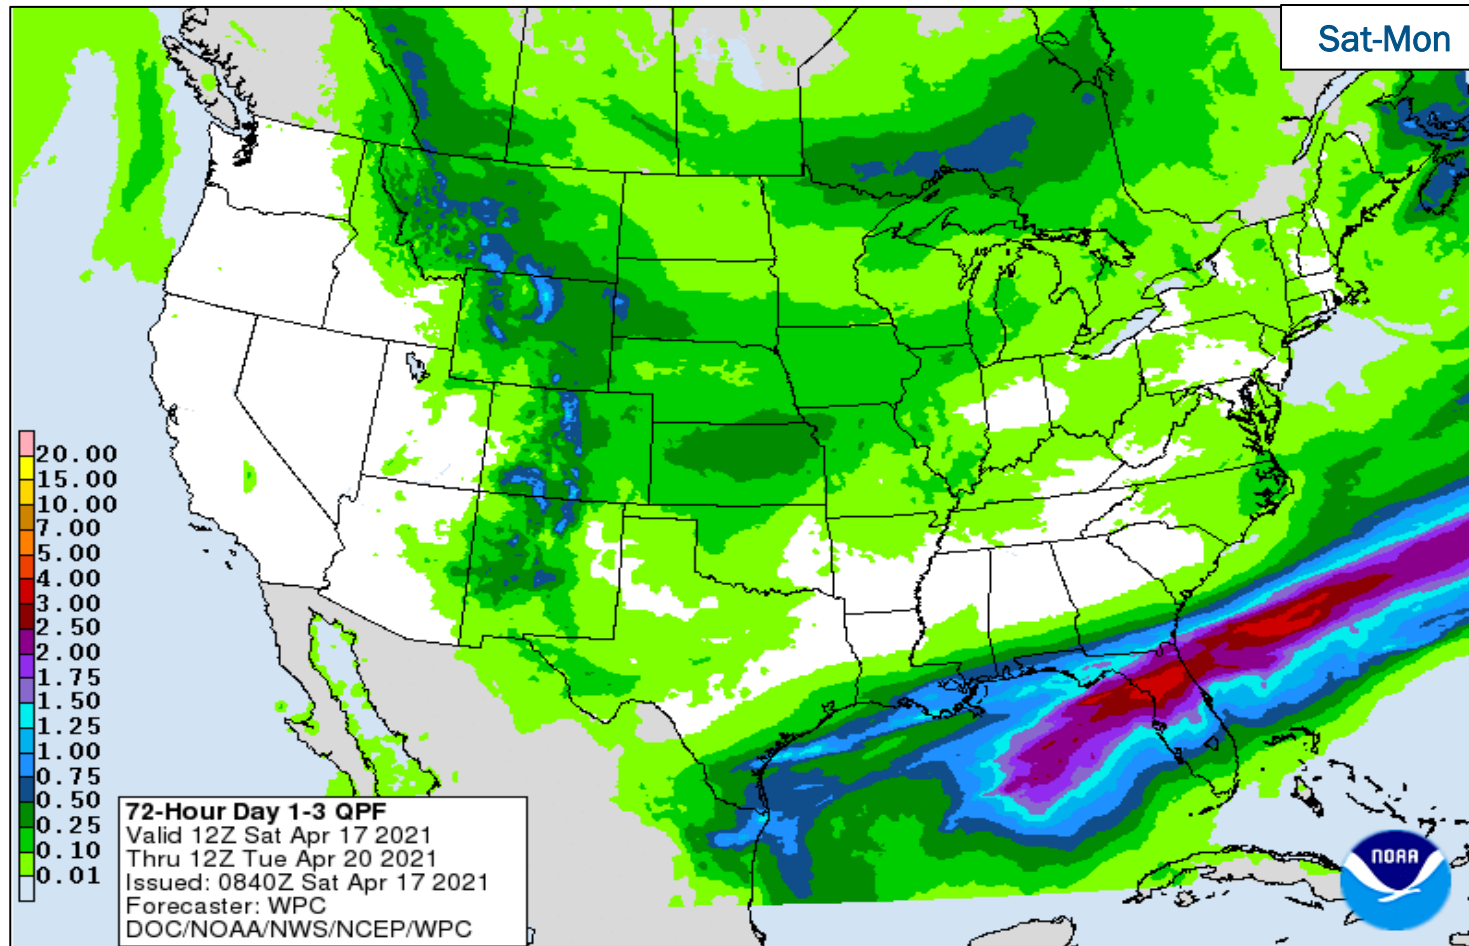 Sat-Mon
20.00
15.00
10.00
7.00
5.00
4.00
3.00
2.50
2.00
1.75
1.50
1.25
1.00
0.75
0.50
0.25
0.10
0.01
72-Hour Day 1-3 QPF
Valid 12Z Sat Apr 17 2021
Thru 12Z Tue Apr 20 2021
Issued: 0840Z Sat Apr 17 2021
Forecaster: WPC
DOC/NOAA/NWS/NCEP/WPC
NOAA